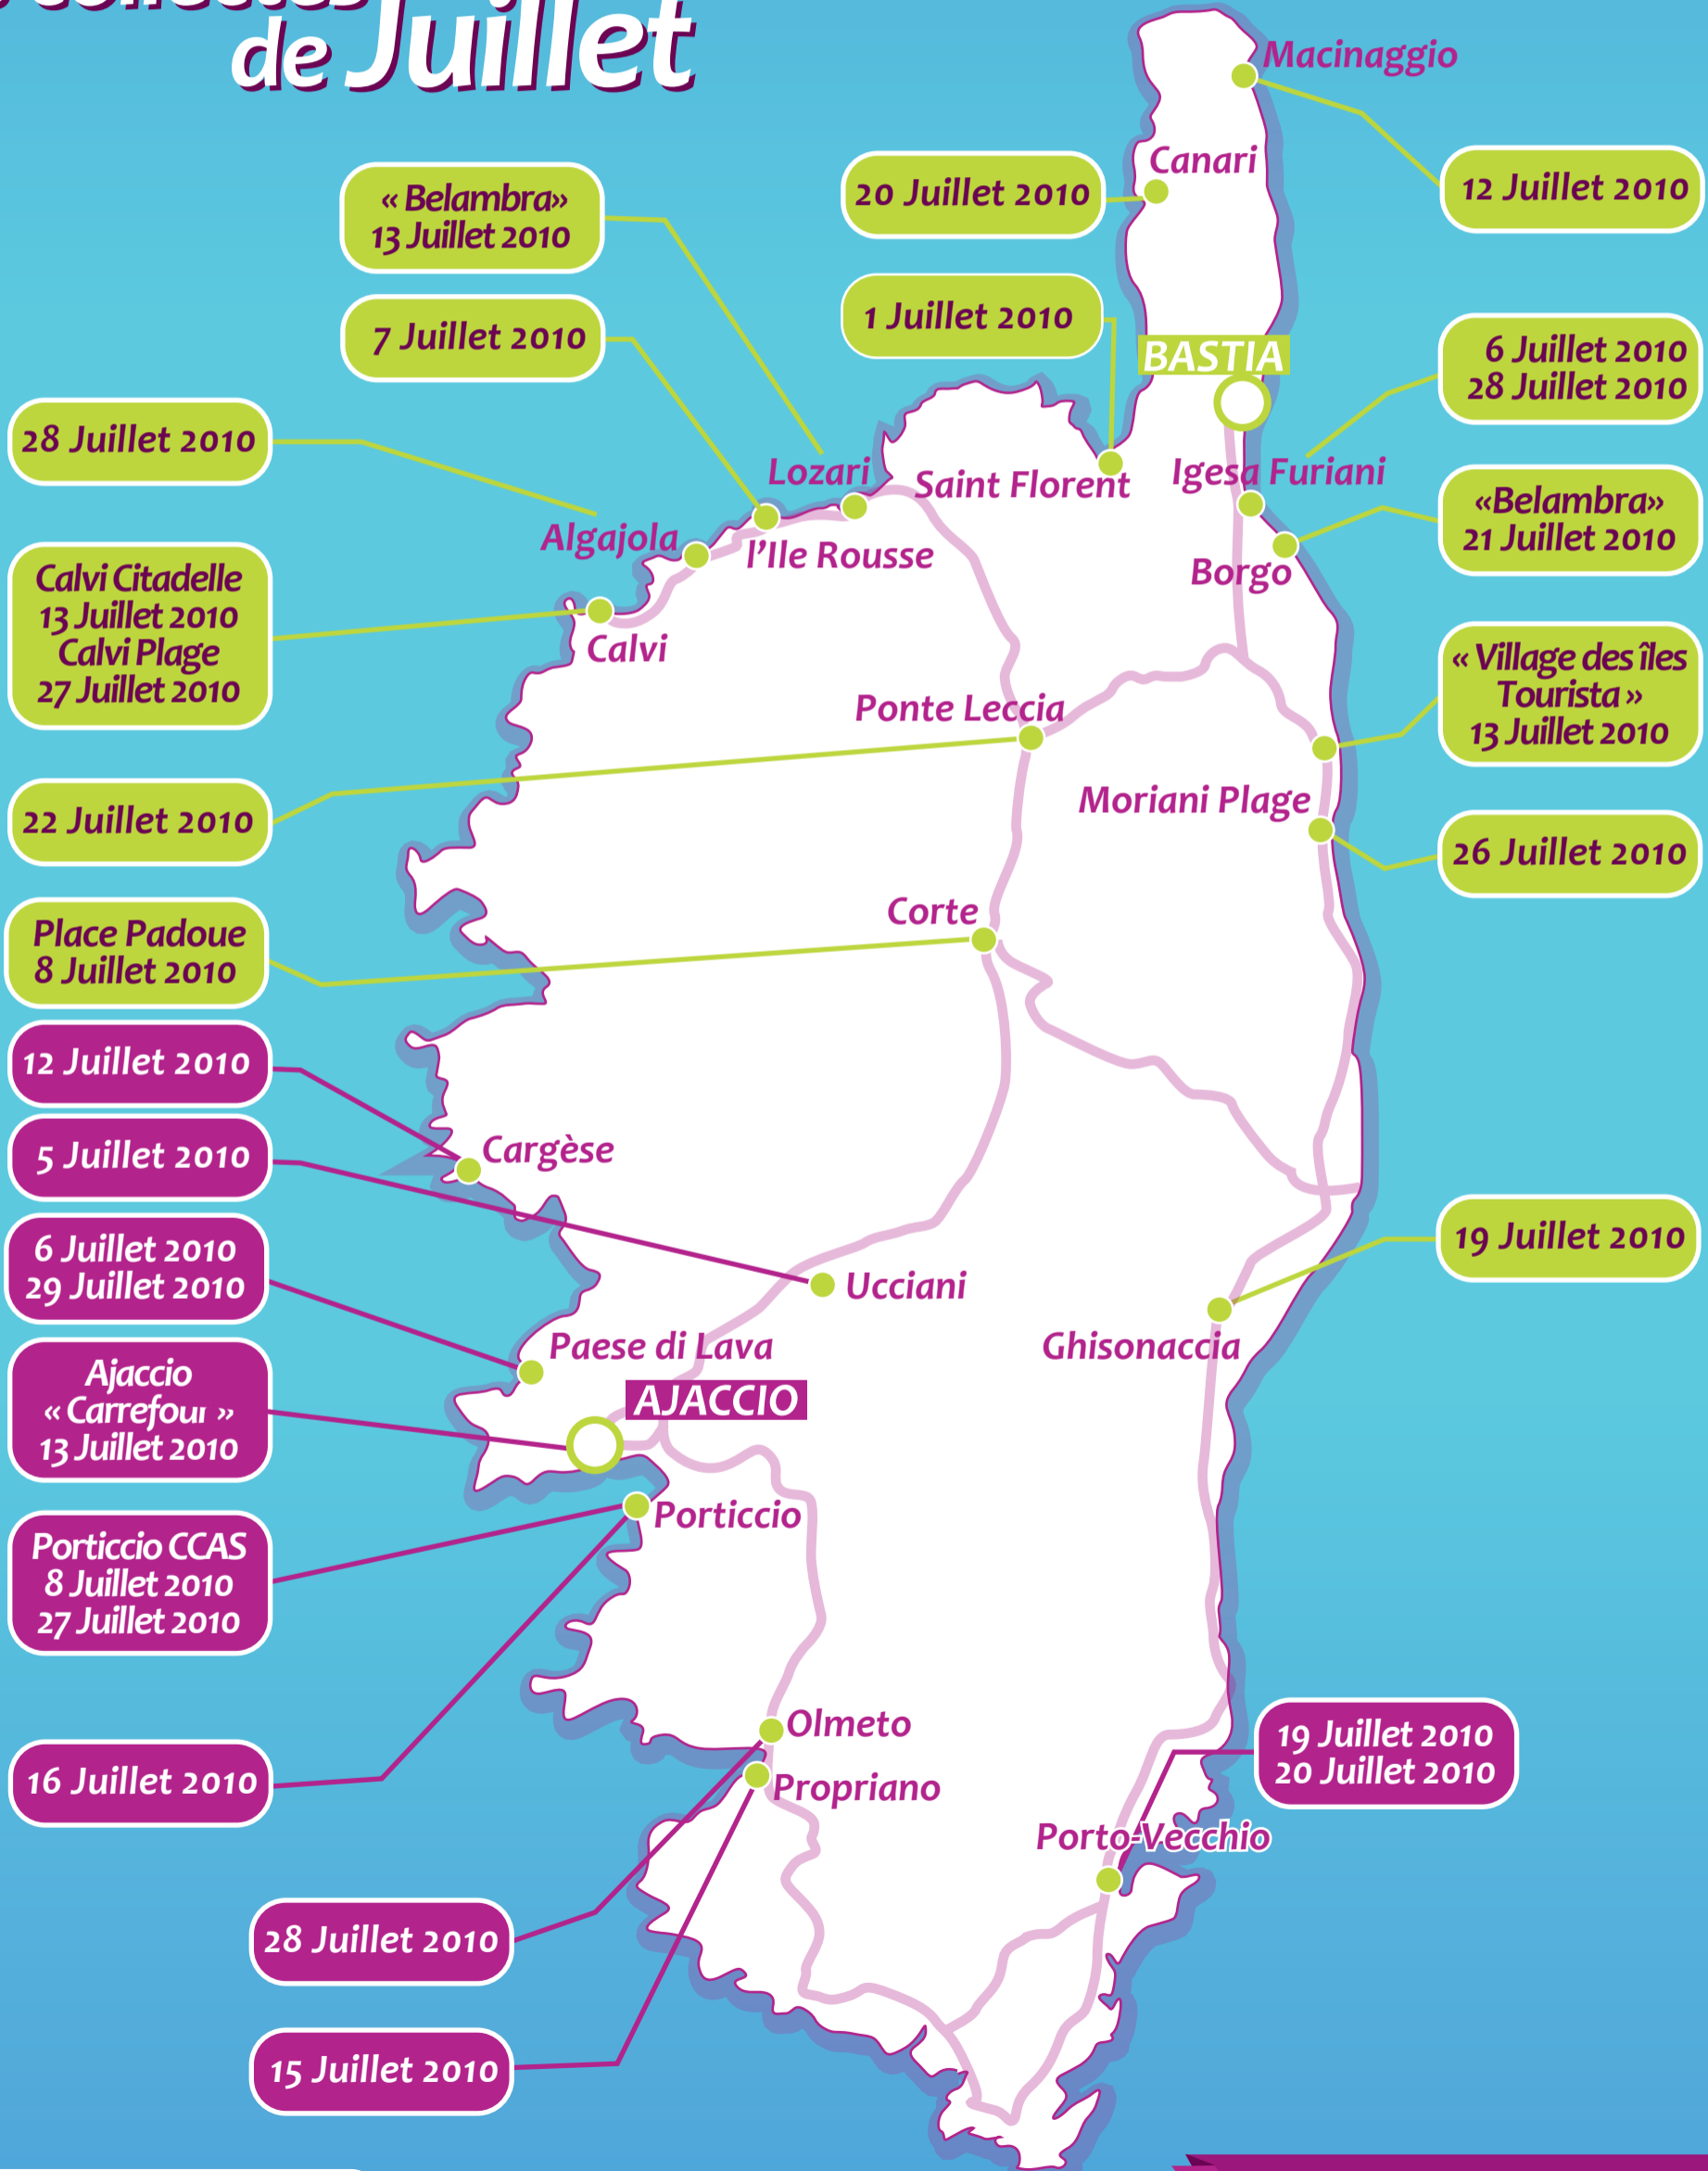 collectes
de Juillet
Macinaggio
Canari
12 Juillet 2010
20 Juillet 2010
« Belambra»
13 Juillet 2010
7 Juillet 2010
1 Juillet 2010
BASTIA
6 Juillet 2010
28 Juillet 2010
28 Juillet 2010
Lozari
Saint Florent
Igesa Furiani
«Belambra»
21 Juillet 2010
Algajola
l'Ile Rousse
Borgo
Calvi Citadelle
13 Juillet 2010
Calvi Plage
27 Juillet 2010
Calvi
« Village des îles
Tourista »
13 Juillet 2010
Ponte Leccia
Moriani Plage
22 Juillet 2010
26 Juillet 2010
Corte
Place Padoue
8 Juillet 2010
12 Juillet 2010
5 Juillet 2010
Cargèse
6 Juillet 2010
29 Juillet 2010
19 Juillet 2010
Ucciani
Paese di Lava
Ghisonaccia
Ajaccio
« Carrefour »
13 Juillet 2010
AJACCIO
Porticcio
Porticcio CCAS
8 Juillet 2010
27 Juillet 2010
16 Juillet 2010
Olmeto
Propriano
19 Juillet 2010
20 Juillet 2010
Porto-Vecchio
28 Juillet 2010
15 Juillet 2010